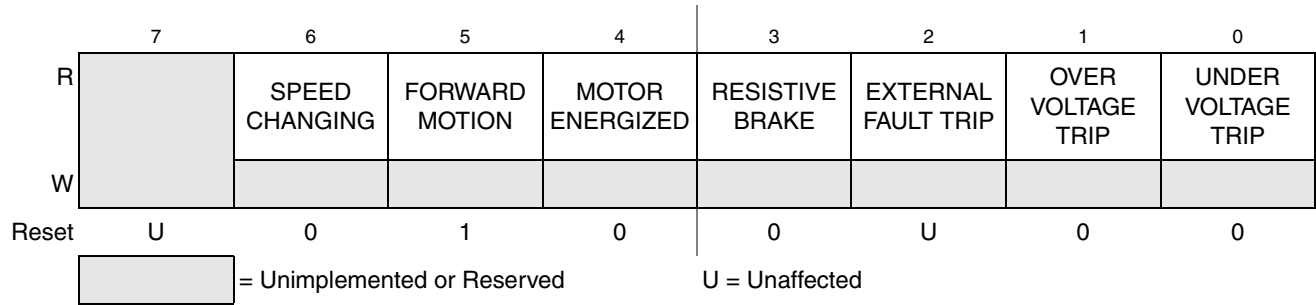 7 6 5 4 3 2 1 0
R
SPEED CHANGING
FORWARD MOTION
MOTOR ENERGIZED
RESISTIVE BRAKE
EXTERNAL FAULT TRIP
OVER VOLTAGE TRIP
UNDER VOLTAGE TRIP
W
Reset U 0 1 0 0 U 0 0
= Unimplemented or Reserved U = Unaffected